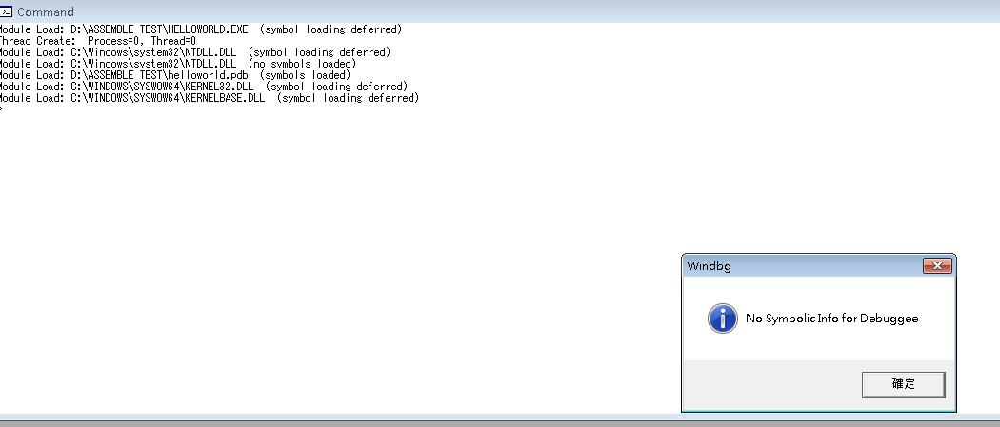 Command
Module Load: D:\ASSEMBLE TEST\HELLOWORLD.EXE (symbol loading deferred)
Thread Create: Process=0, Thread=0
Module Load: C:\Windows\system32\NTDLL.DLL (symbol loading deferred)
Module Load: C:\Windows\system32\NTDLL.DLL (no symbols loaded)
Module Load: D:\ASSEMBLE TEST\helloworld.pdb (symbols loaded)
Module Load: C:\WINDOWS\SYSWOW64\KERNEL32.DLL (symbol loading deferred)
Module Load: C:\WINDOWS\SYSWOW64\KERNELBASE.DLL (symbol loading deferred)
>
Windbg
No Symbolic Info for Debuggee
確定